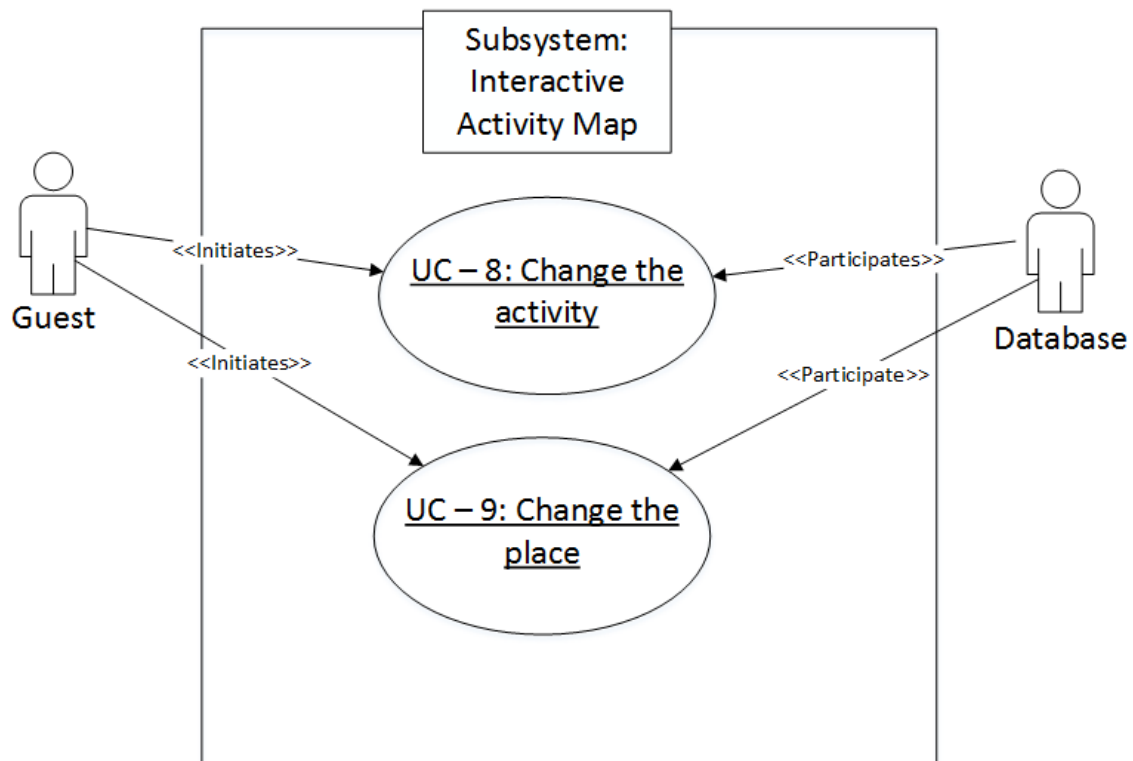 Subsystem:
Interactive
Activity Map
<<Initiates>>
<<Participates>>
UC – 8: Change the
activity
Guest
Database
<<Initiates>>
<<Participate>>
UC – 9: Change the
place